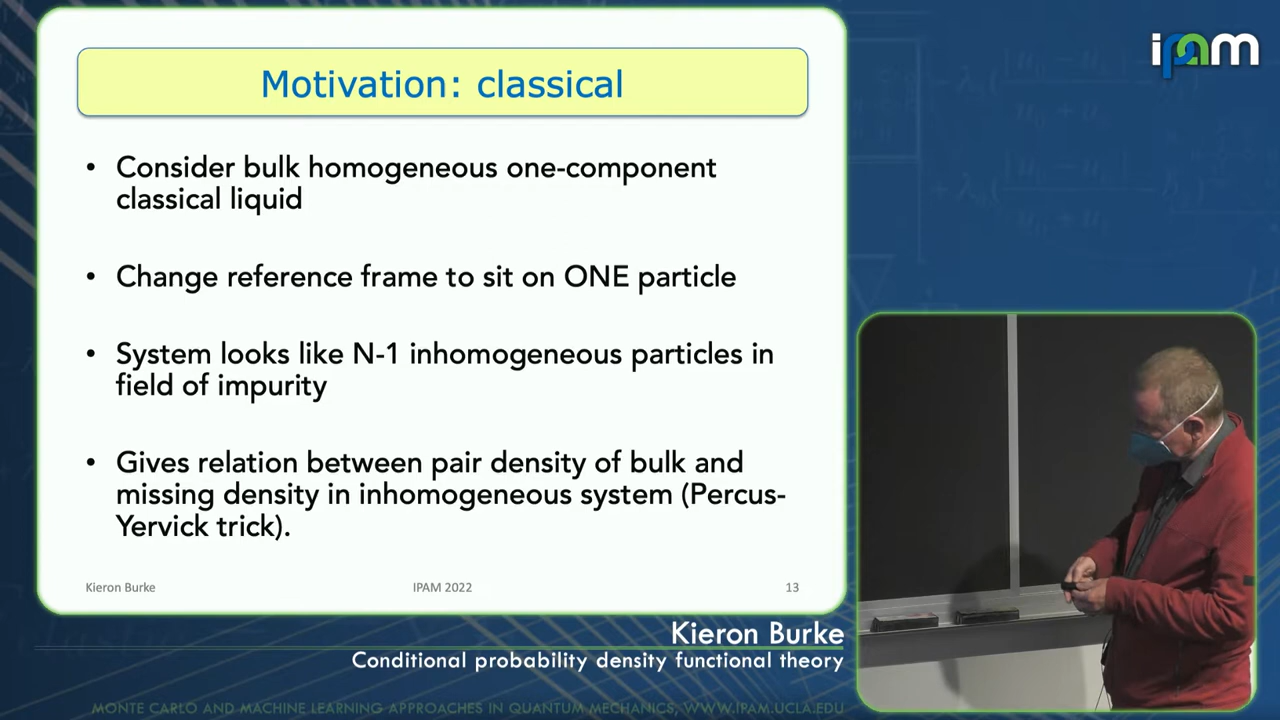 Motivation: classical
• Consider bulk homogeneous one-component
classical liquid
• Change reference frame to sit on ONE particle
• System looks like N-1 inhomogeneous particles in
field of impurity
• Gives relation between pair density of bulk and
missing density in inhomogeneous system (Percus-
Yervick trick).
Kieron Burke
IPAM 2022
13
ipam
Kieron Burke
Conditional probability density functional theory
MONTE CARLO AND MACHINE LEARNING APPROACHES IN QUANTUM MECHANICS, WWW.IPAM.UCLA.EDU